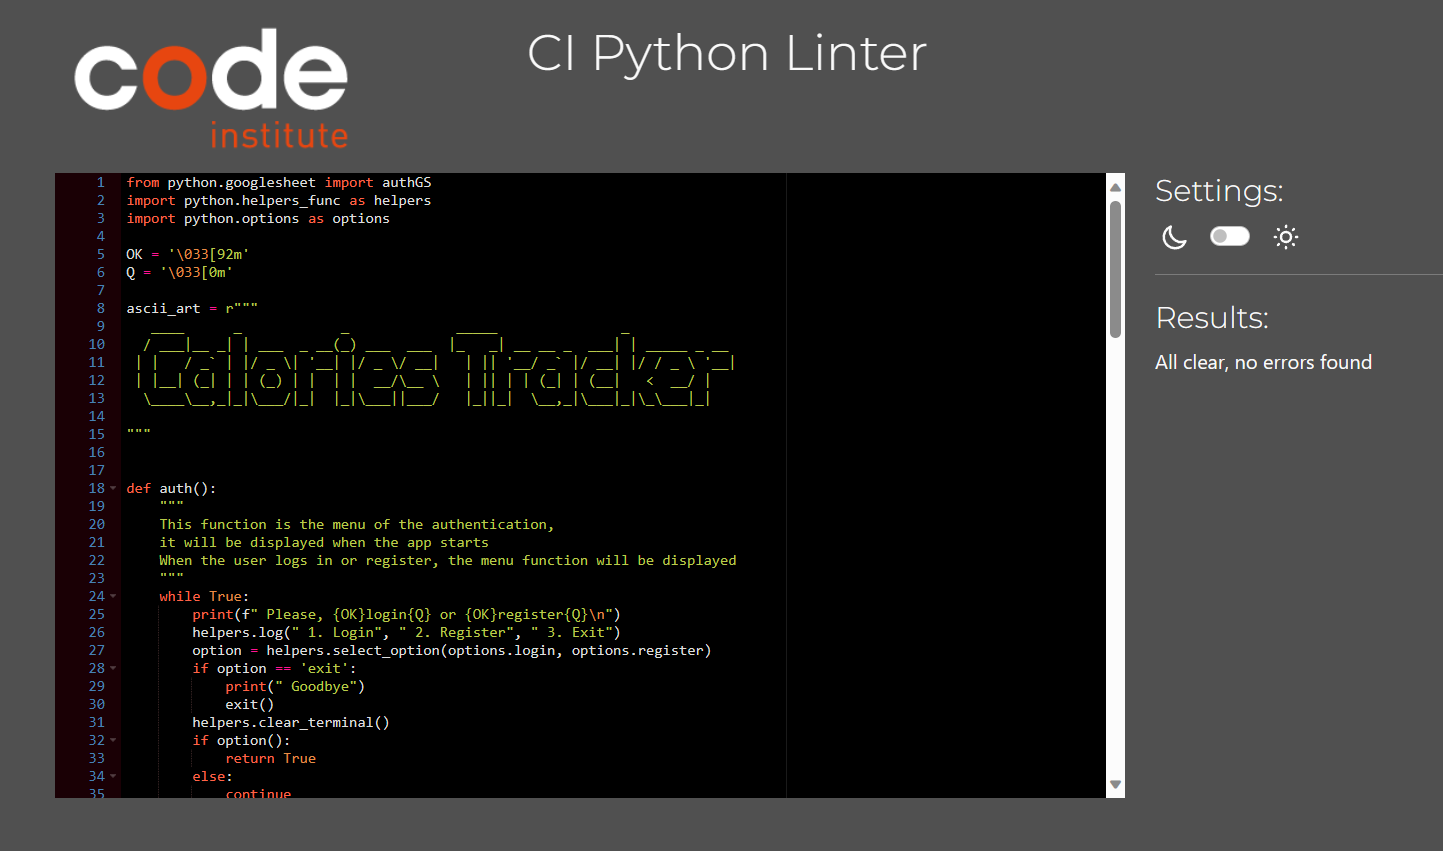 code
institute
CI Python Linter
1 from python.googlesheet import authGS
2 import python.helpers_func as helpers
3 import python.options as options
4
5 OK = '\033[92m'
6 Q = '\033[0m'
7
8 ascii_art = r"""
9
10
11
12
13
14
15 """
16
17
18 def auth():
19     """
20     This function is the menu of the authentication,
21     it will be displayed when the app starts
22     When the user logs in or register, the menu function will be displayed
23     """
24     while True:
25         print(f" Please, {OK}login{Q} or {OK}register{Q}\n")
26         helpers.log(" 1. Login", " 2. Register", " 3. Exit")
27         option = helpers.select_option(options.login, options.register)
28         if option == 'exit':
29             print(" Goodbye")
30             exit()
31         helpers.clear_terminal()
32         if option():
33             return True
34         else:
35             continue
Calories Tracker
Settings:
Results:
All clear, no errors found